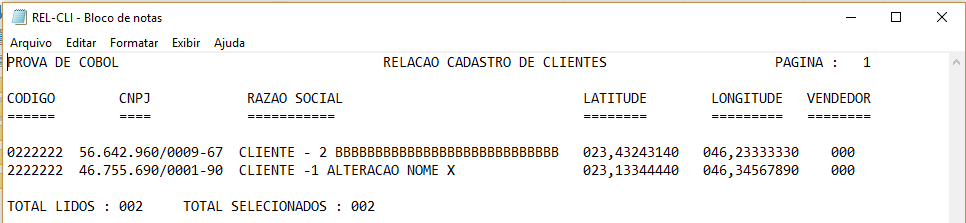 REL-CLI - Bloco de notas
Arquivo Editar Formatar Exibir Ajuda
PROVA DE COBOL RELACAO CADASTRO DE CLIENTES PAGINA : 1
CODIGO CNPJ RAZAO SOCIAL LATITUDE LONGITUDE VENDEDOR
====== ==== =========== ======== ========= ========
0222222 56.642.960/0009-67 CLIENTE - 2 BBBBBBBBBBBBBBBBBBBBBBBBBBBB 023,43243140 046,23333330 000
2222222 46.755.690/0001-90 CLIENTE -1 ALTERACAO NOME X 023,13344440 046,34567890 000
TOTAL LIDOS : 002 TOTAL SELECIONADOS : 002